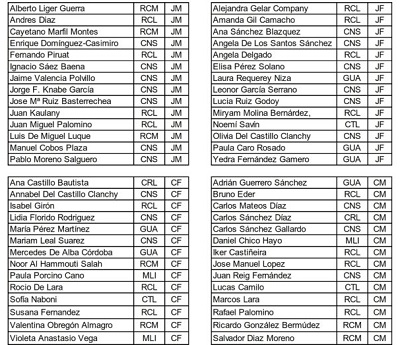 Alberto Liger Guerra RCM JM
Andres Diaz RCL JM
Cayetano Marfil Montes RCM JM
Enrique Dominguez-Casimiro CNS JM
Fernando Piruat RCL JM
Ignacio Sáez Baena CNS JM
Jaime Valencia Polvillo CNS JM
Jorge F. Knabe García CNS JM
Jose Mª Ruiz Basterrechea CNS JM
Juan Kaulany RCL JM
Juan Miguel Palomino RCL JM
Luis De Miguel Luque RCM JM
Manuel Cobos Plaza CNS JM
Pablo Moreno Salguero CNS JM
Alejandra Gelar Company RCL JF
Amanda Gil Camacho RCL JF
Ana Sánchez Blazquez CNS JF
Angela De Los Santos Sánchez CNS JF
Angela Delgado RCL JF
Elisa Pérez Solano CNS JF
Laura Requerey Niza GUA JF
Leonor García Serrano CNS JF
Lucia Ruiz Godoy CNS JF
Miryam Molina Bernárdez, RCL JF
Noemí Savin CTL JF
Olivia Del Castillo Clanchy CNS JF
Paula Caro Rosado GUA JF
Yedra Fernández Gamero GUA JF
Ana Castillo Bautista CRL CF
Annabel Del Castillo Clanchy CNS CF
Isabel Girón RCL CF
Lidia Florido Rodriguez CNS CF
María Pérez Martínez GUA CF
Mariam Leal Suarez CNS CF
Mercedes De Alba Córdoba GUA CF
Noor Al Hammouti Salah RCM CF
Paula Porcino Cano MLI CF
Rocio De Lara RCL CF
Sofía Naboni CTL CF
Susana Fernandez RCL CF
Valentina Obregón Almagro RCM CF
Violeta Anastasio Vega MLI CF
Adrián Guerrero Sánchez GUA CM
Bruno Eder RCL CM
Carlos Mateos Díaz CNS CM
Carlos Sánchez Díaz CRL CM
Carlos Sánchez Gallardo CNS CM
Daniel Chico Hayo MLI CM
Iker Castiñeira RCL CM
Jose Manuel Lopez RCL CM
Juan Reig Fernández CNS CM
Lucas Camilo CTL CM
Marcos Lara RCL CM
Rafael Palomino RCL CM
Ricardo González Bermúdez RCM CM
Salvador Diaz Moreno RCM CM